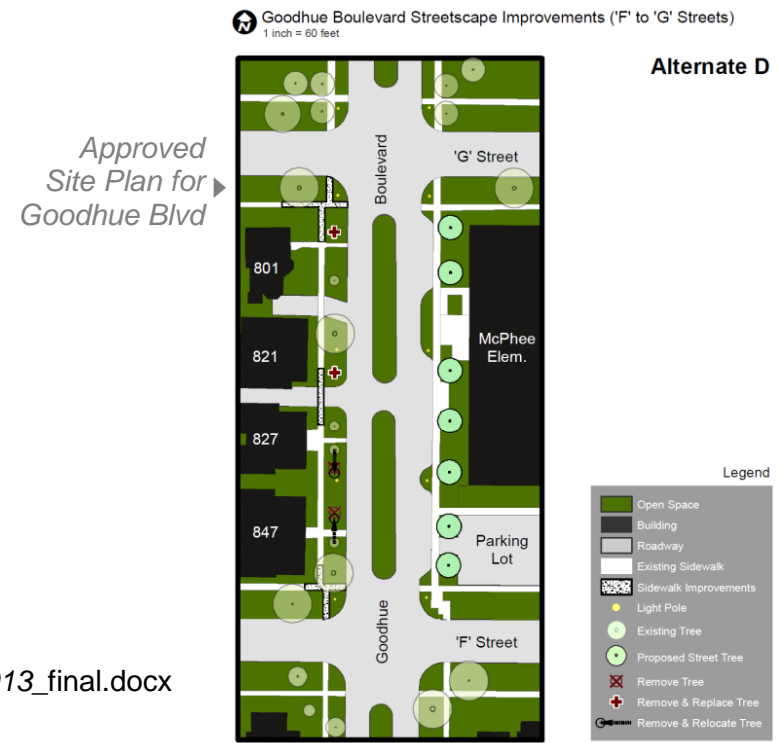 Goodhue Boulevard Streetscape Improvements ('F' to 'G' Streets)
1 inch = 60 feet
Alternate D
Approved
Site Plan for
Goodhue Blvd
Boulevard
'G' Street
801
McPhee
Elem.
821
827
847
Parking
Lot
Goodhue
'F' Street
Legend
Open Space
Building
Roadway
Existing Sidewalk
Sidewalk Improvements
Light Pole
Existing Tree
Proposed Street Tree
Remove Tree
Remove & Replace Tree
Remove & Relocate Tree
13_final.docx